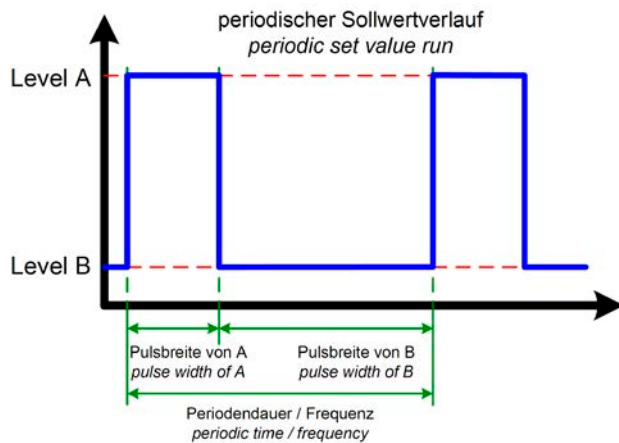 periodischer Sollwertverlauf
periodic set value run
Level A
Level B
Pulsbreite von A
pulse width of A
Pulsbreite von B
pulse width of B
Periodendauer / Frequenz
periodic time / frequency